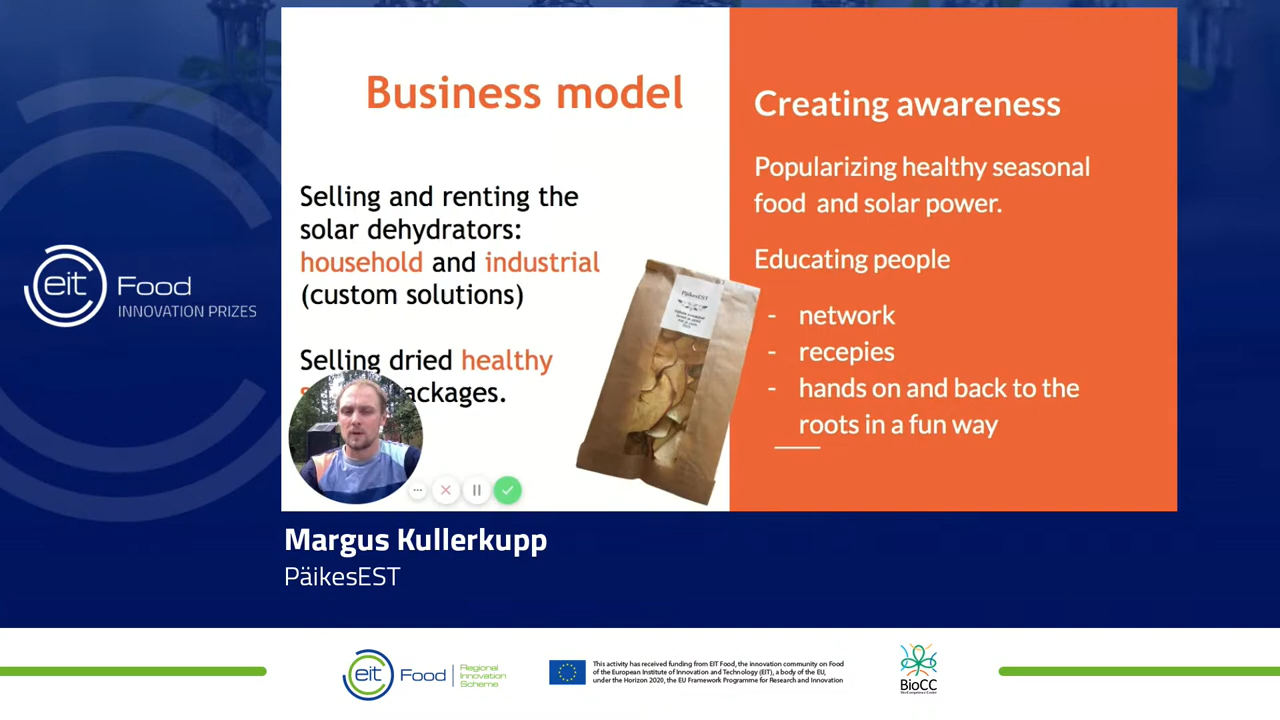 Business model
Selling and renting the
solar dehydrators:
household and industrial
(custom solutions)
Selling dried healthy
ackages.
PäikesEST
Creating awareness
Popularizing healthy seasonal
food and solar power.
Educating people
- network
- recepies
- hands on and back to the
roots in a fun way
eit Food
INNOVATION PRIZES
Margus Kullerkupp
PäikesEST
eit Food
Regional
Innovation
Scheme
This activity has received funding from EIT Food, the innovation community on Food
of the European Institute of Innovation and Technology (EIT), a body of the EU,
under the Horizon 2020, the EU Framework Programme for Research and Innovation
BioCC